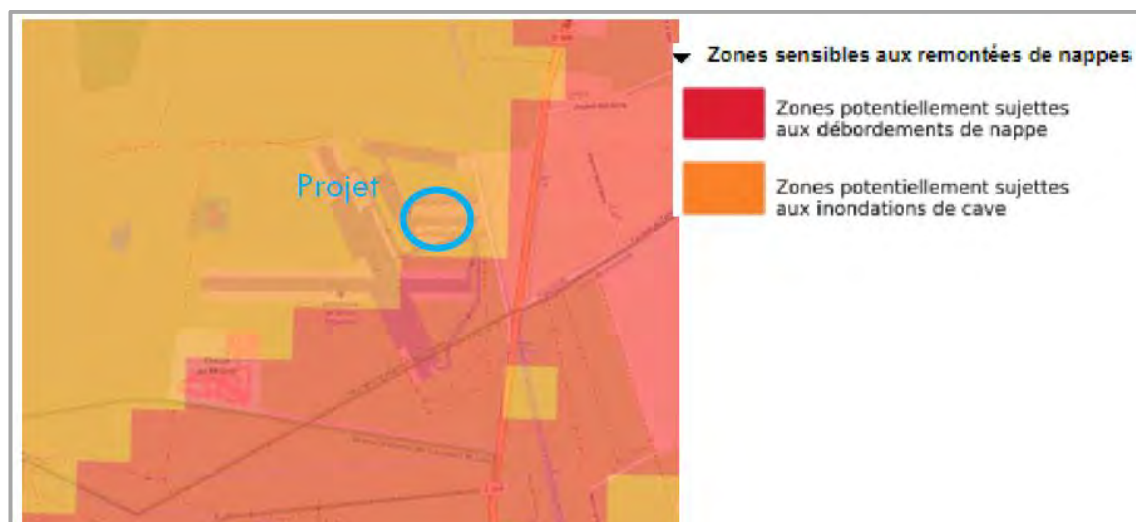 Projet
Zones sensibles aux remontées de nappes
Zones potentiellement sujettes
aux débordements de nappe
Zones potentiellement sujettes
aux inondations de cave